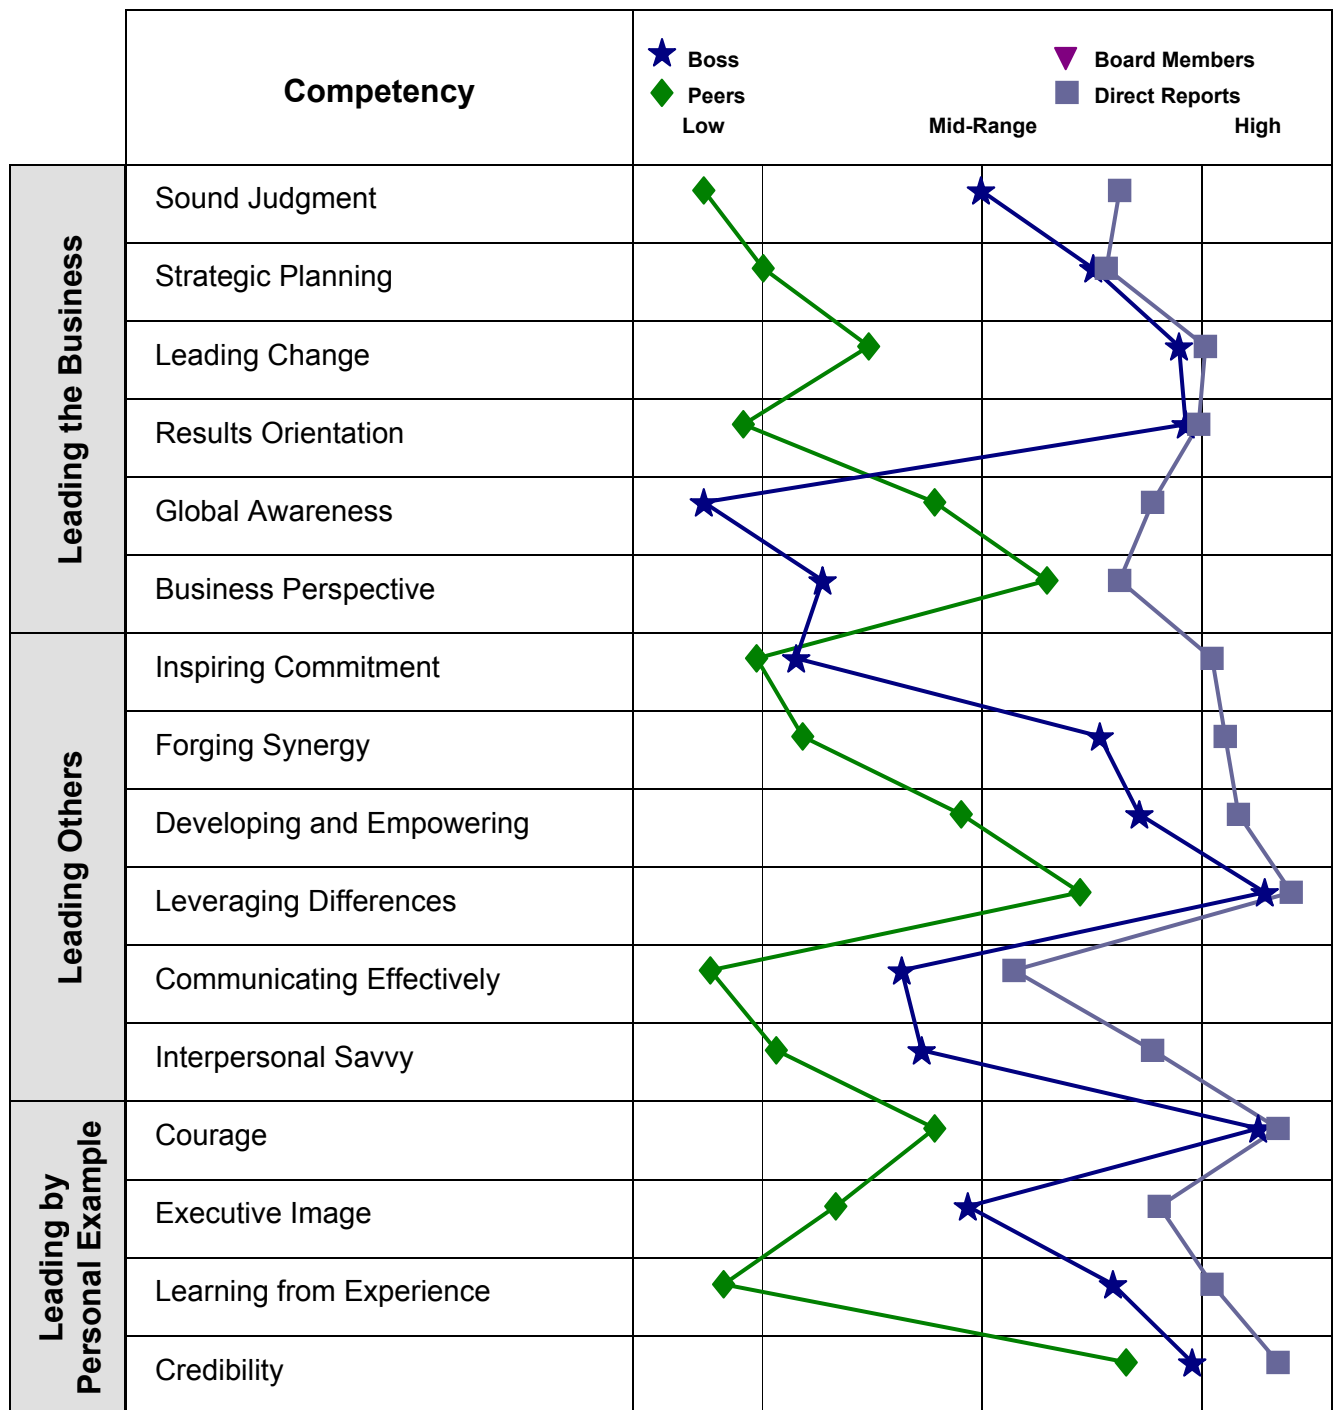 Competency
Boss
Board Members
Peers
Direct Reports
Low
Mid-Range
High
Leading the Business
Sound Judgment
Strategic Planning
Leading Change
Results Orientation
Global Awareness
Business Perspective
Leading Others
Inspiring Commitment
Forging Synergy
Developing and Empowering
Leveraging Differences
Communicating Effectively
Interpersonal Savvy
Leading by
Personal Example
Courage
Executive Image
Learning from Experience
Credibility